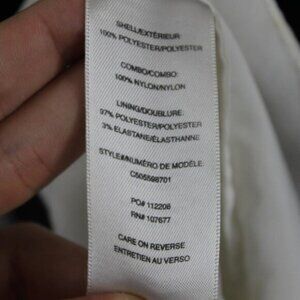 SHELL/EXTÉRIEUR:
100% POLYESTER/POLYESTER
COMBO/COMBO:
100% NYLON/NYLON
LINING/DOUBLURE:
97% POLYESTER/POLYESTER
3% ELASTANE/ÉLASTHANNE
STYLE#/NUMÉRO DE MODÈLE:
C505598701
PO# 112208
RN# 107677
CARE ON REVERSE
ENTRETIEN AU VERSO